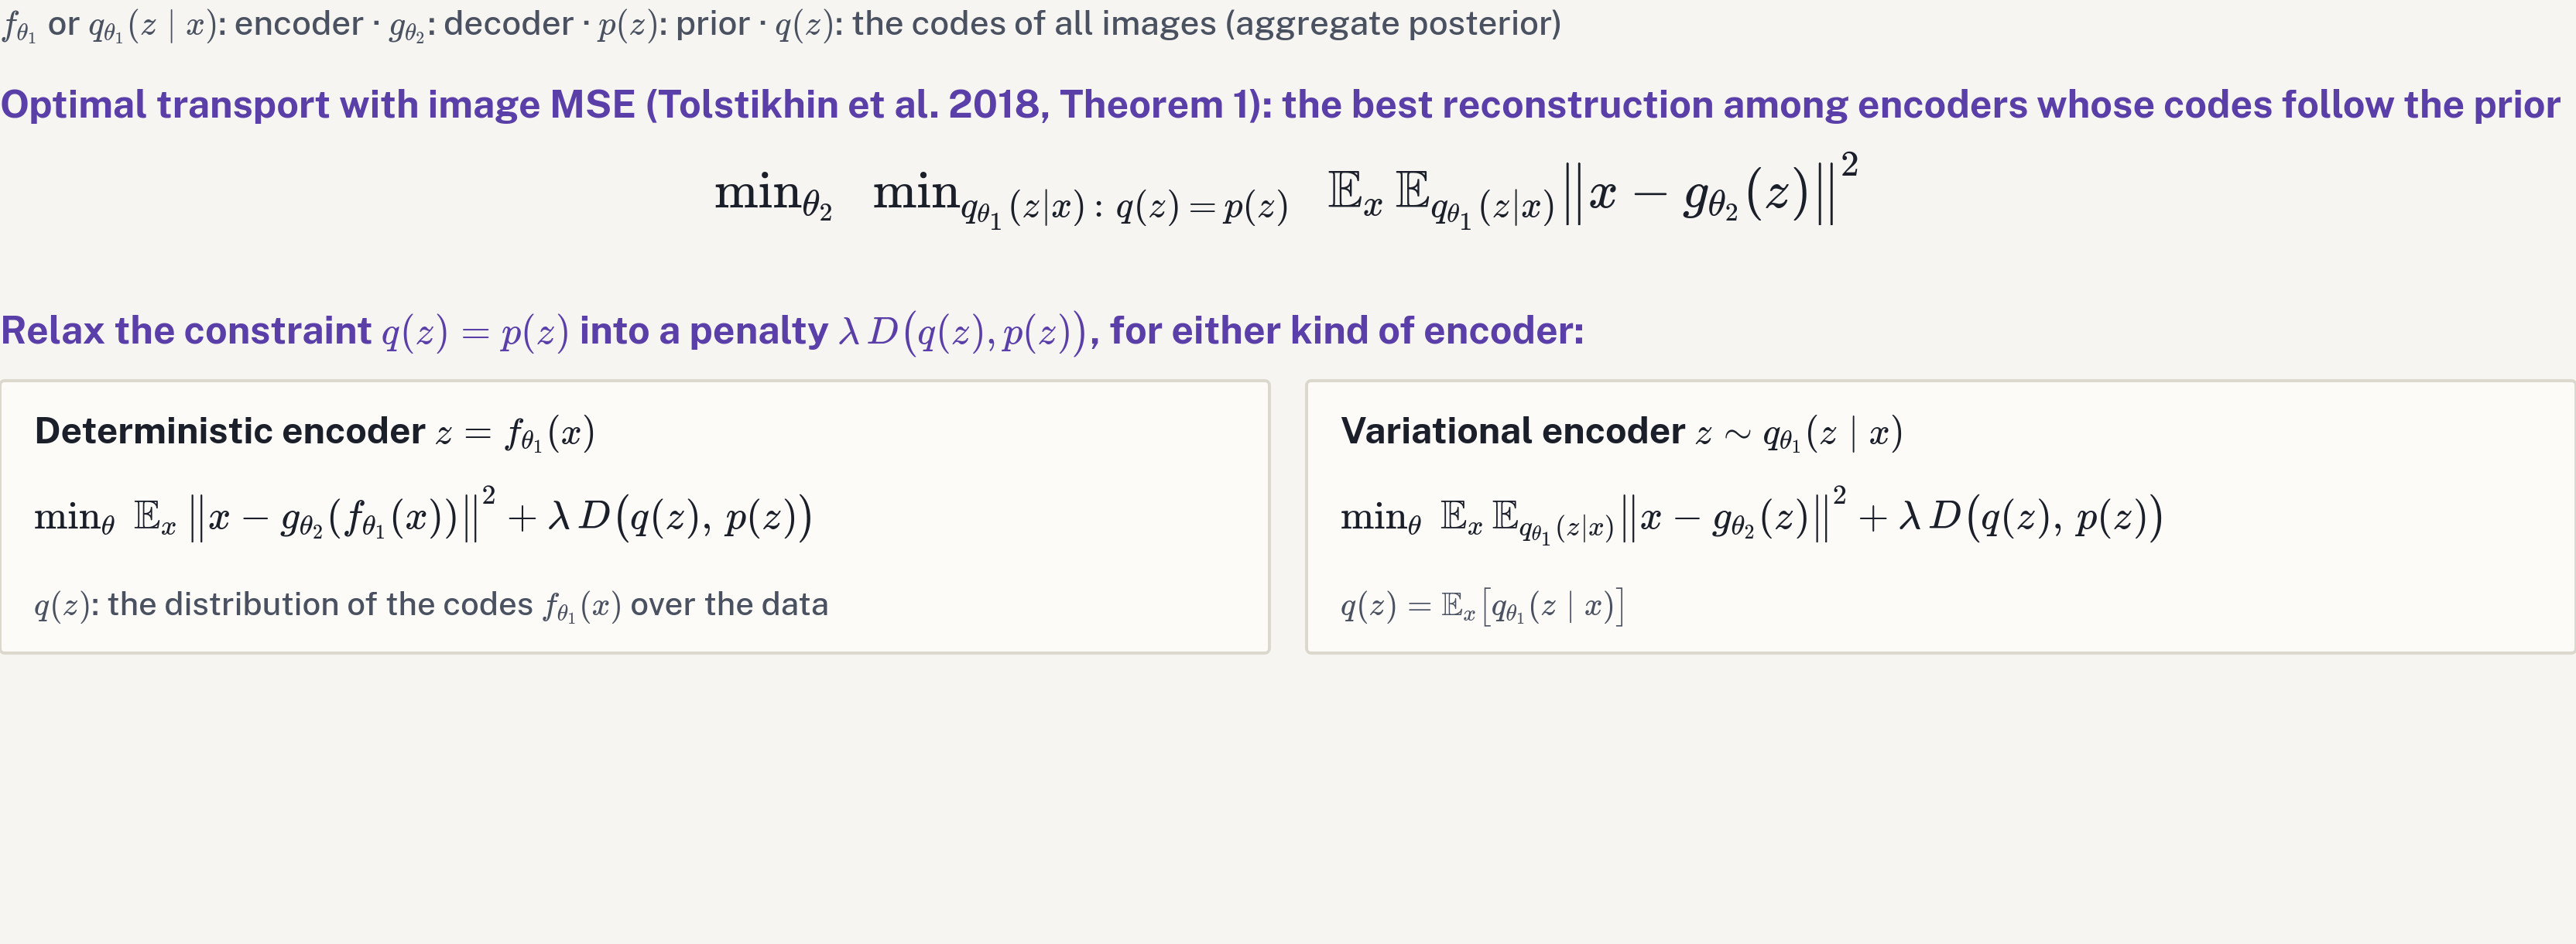 f_{θ_1} or q_{θ_1}(z | x): encoder · g_{θ_2}: decoder · p(z): prior · q(z): the codes of all images (aggregate posterior)
Optimal transport with image MSE (Tolstikhin et al. 2018, Theorem 1): the best reconstruction among encoders whose codes follow the prior
min_{θ_2} min_{q_{θ_1}(z|x) : q(z) = p(z)} 𝔼_x 𝔼_{q_{θ_1}(z|x)} ‖x − g_{θ_2}(z)‖^2
Relax the constraint q(z) = p(z) into a penalty λ D(q(z), p(z)), for either kind of encoder:
Deterministic encoder z = f_{θ_1}(x)
min_θ 𝔼_x ‖x − g_{θ_2}(f_{θ_1}(x))‖^2 + λ D(q(z), p(z))
q(z): the distribution of the codes f_{θ_1}(x) over the data
Variational encoder z ∼ q_{θ_1}(z | x)
min_θ 𝔼_x 𝔼_{q_{θ_1}(z|x)} ‖x − g_{θ_2}(z)‖^2 + λ D(q(z), p(z))
q(z) = 𝔼_x[q_{θ_1}(z | x)]